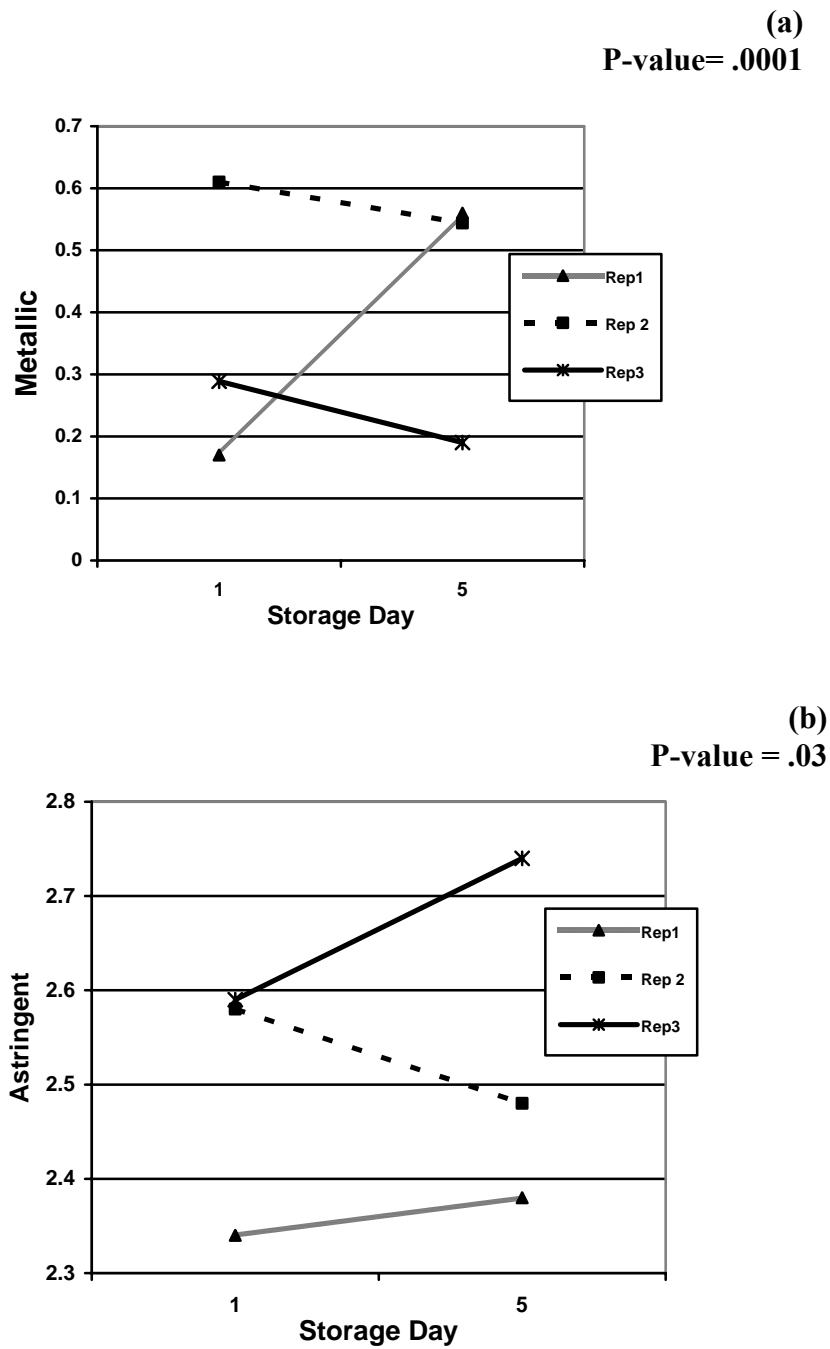 (a)
P-value= .0001
0.7
0.6
0.5
0.4
0.3
0.2
0.1
0
Metallic
1
5
Storage Day
Rep1
Rep 2
Rep3
(b)
P-value = .03
2.8
2.7
2.6
2.5
2.4
2.3
Astringent
1
5
Storage Day
Rep1
Rep 2
Rep3